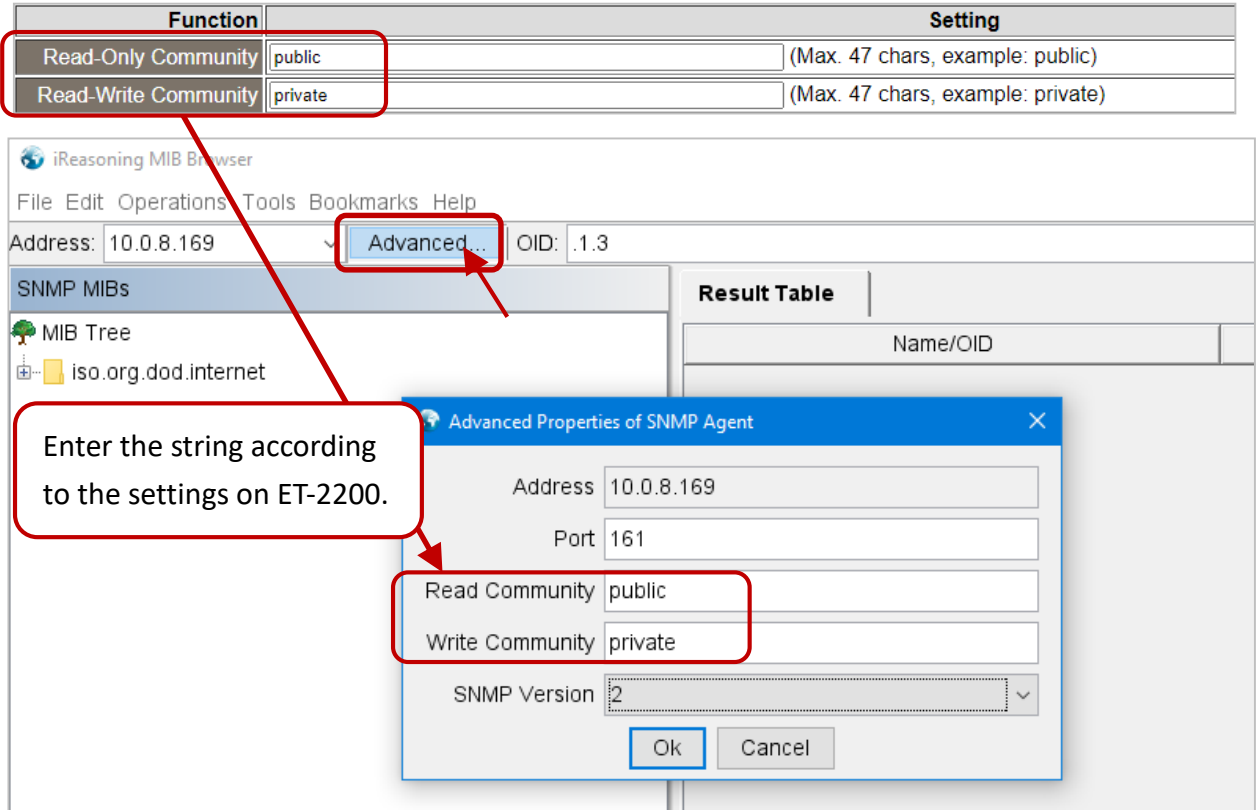 Function Setting
Read-Only Community public (Max. 47 chars, example: public)
Read-Write Community private (Max. 47 chars, example: private)
iReasoning MIB Browser
File Edit Operations Tools Bookmarks Help
Address: 10.0.8.169 Advanced... OID: .1.3
SNMP MIBs
Result Table
MIB Tree
Name/OID
iso.org.dod.internet
Enter the string according
to the settings on ET-2200.
Advanced Properties of SNMP Agent
Address 10.0.8.169
Port 161
Read Community public
Write Community private
SNMP Version 2
Ok Cancel